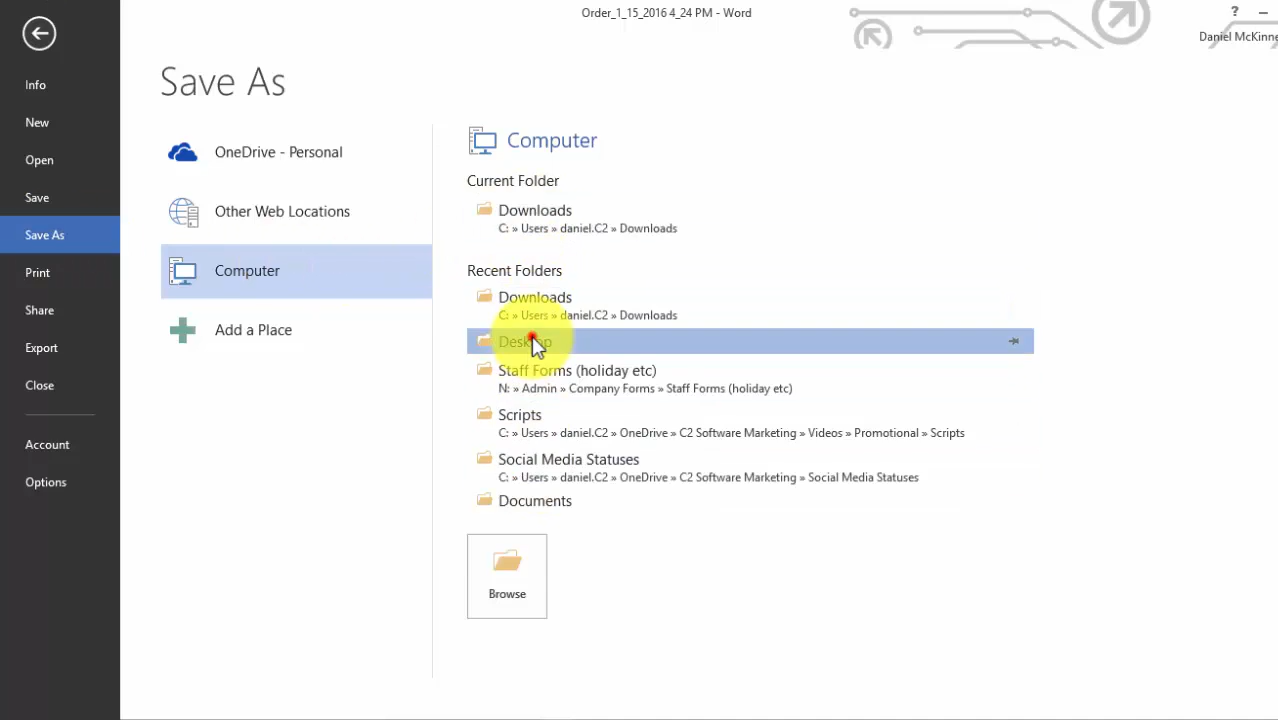 Order_1_15_2016 4_24 PM - Word
?
Daniel McKinne
Info
New
Open
Save
Save As
Print
Share
Export
Close
Account
Options
Save As
OneDrive - Personal
Other Web Locations
Computer
Add a Place
Computer
Current Folder
Downloads
C: » Users » daniel.C2 » Downloads
Recent Folders
Downloads
C: » Users » daniel.C2 » Downloads
Desktop
Staff Forms (holiday etc)
N: » Admin » Company Forms » Staff Forms (holiday etc)
Scripts
C: » Users » daniel.C2 » OneDrive » C2 Software Marketing » Videos » Promotional » Scripts
Social Media Statuses
C: » Users » daniel.C2 » OneDrive » C2 Software Marketing » Social Media Statuses
Documents
Browse